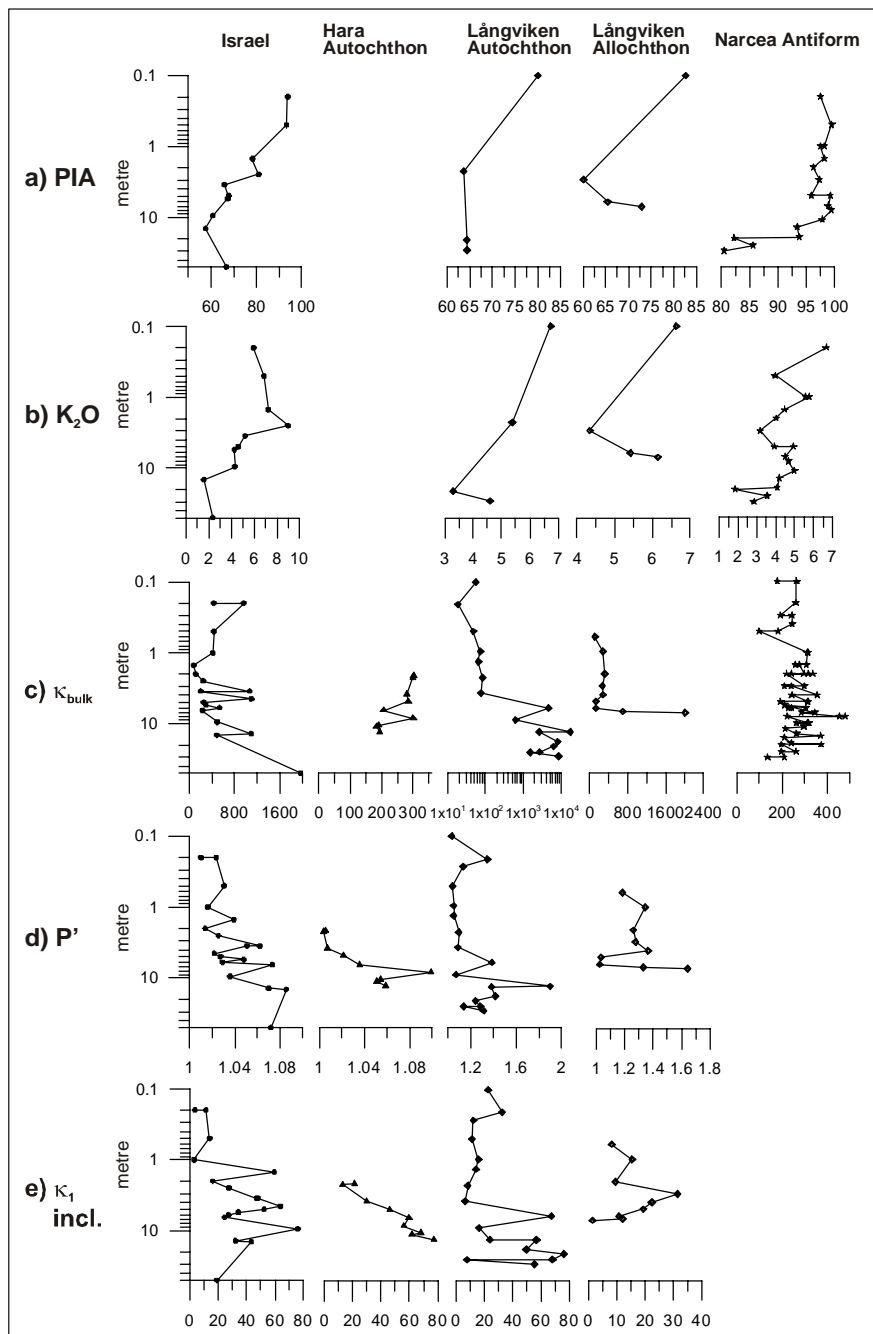 Israel
Hara Autochthon
Långviken Autochthon
Långviken Allochthon
Narcea Antiform
a) PIA
metre
0.1
1
10
60 80 100
60 65 70 75 80 85
60 65 70 75 80 85
80 85 90 95 100
b) K₂O
metre
0.1
1
10
0 2 4 6 8 10
3 4 5 6 7
4 5 6 7
1 2 3 4 5 6 7
c) κbulk
metre
0.1
1
10
0 800 1600
0 100 200 300
1x10¹ 1x10² 1x10³ 1x10⁴
0 800 1600 2400
0 200 400
d) P'
metre
0.1
1
10
1 1.04 1.08
1 1.04 1.08
1.2 1.6 2
1 1.2 1.4 1.6 1.8
e) κ₁ incl.
metre
0.1
1
10
0 20 40 60 80
0 20 40 60 80
0 20 40 60 80
0 10 20 30 40